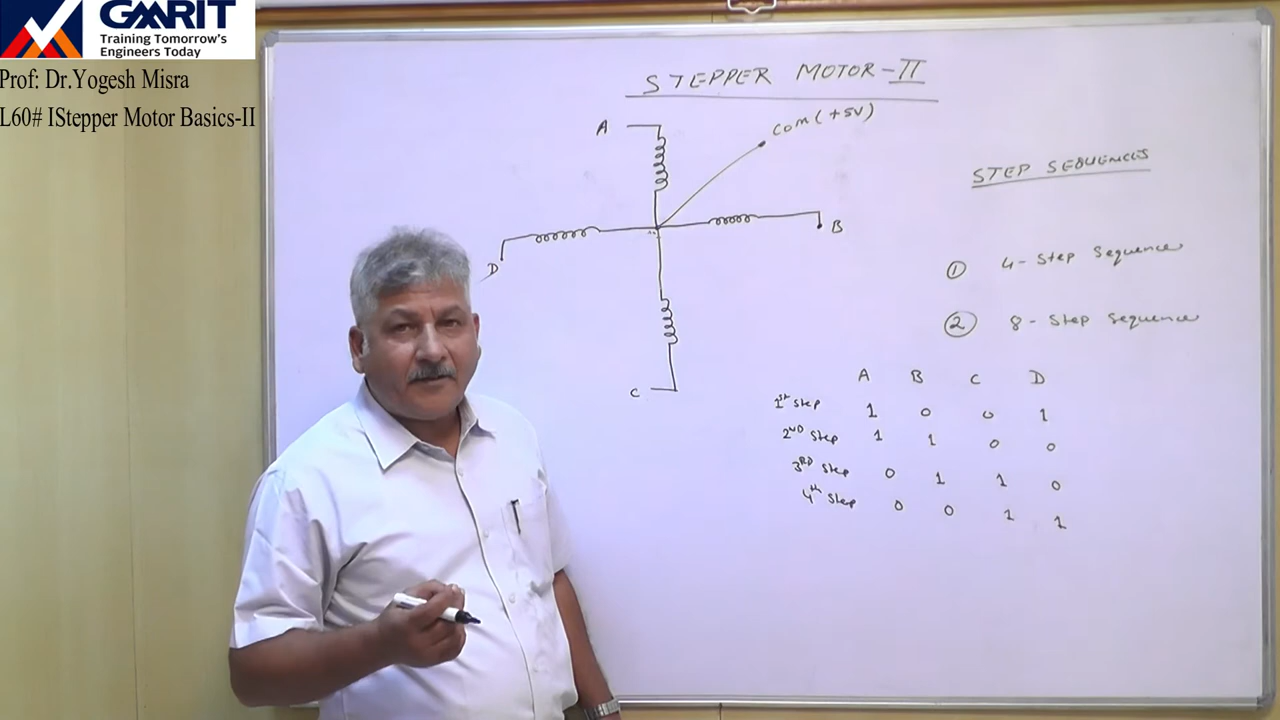 GMRIT
Training Tomorrow's
Engineers Today
Prof: Dr.Yogesh Misra
L60# IStepper Motor Basics-II
STEPPER MOTOR-II
A
COM (+5V)
B
D
C
STEP SEQUENCES
1 4-Step Sequence
2 8-Step Sequence
A B C D
1ST Step 1 0 0 1
2ND Step 1 1 0 0
3RD Step 0 1 1 0
4th Step 0 0 1 1